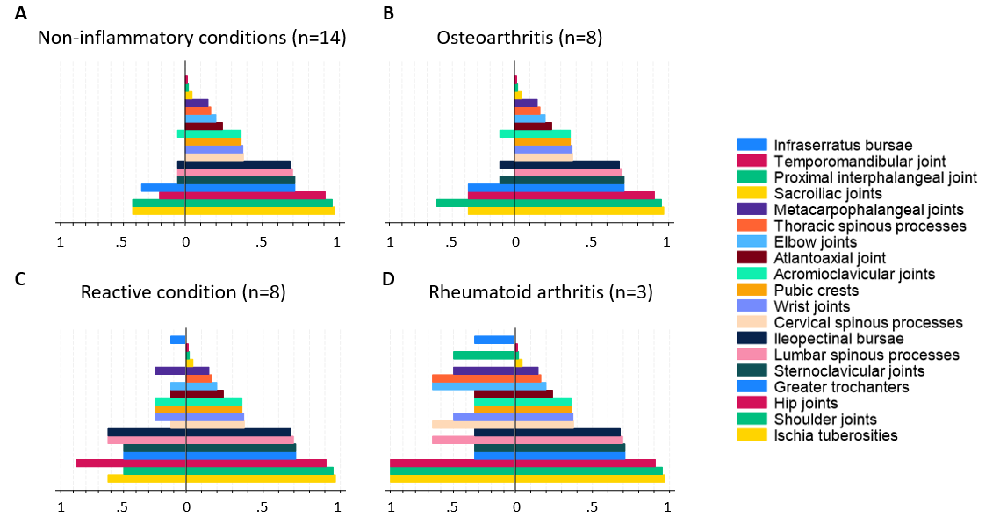 A
Non-inflammatory conditions (n=14)
1 .5 0 .5 1
B
Osteoarthritis (n=8)
1 .5 0 .5 1
C
Reactive condition (n=8)
1 .5 0 .5 1
D
Rheumatoid arthritis (n=3)
1 .5 0 .5 1
Infraserratus bursae
Temporomandibular joint
Proximal interphalangeal joint
Sacroiliac joints
Metacarpophalangeal joints
Thoracic spinous processes
Elbow joints
Atlantoaxial joint
Acromioclavicular joints
Pubic crests
Wrist joints
Cervical spinous processes
Ileopectinal bursae
Lumbar spinous processes
Sternoclavicular joints
Greater trochanters
Hip joints
Shoulder joints
Ischia tuberosities